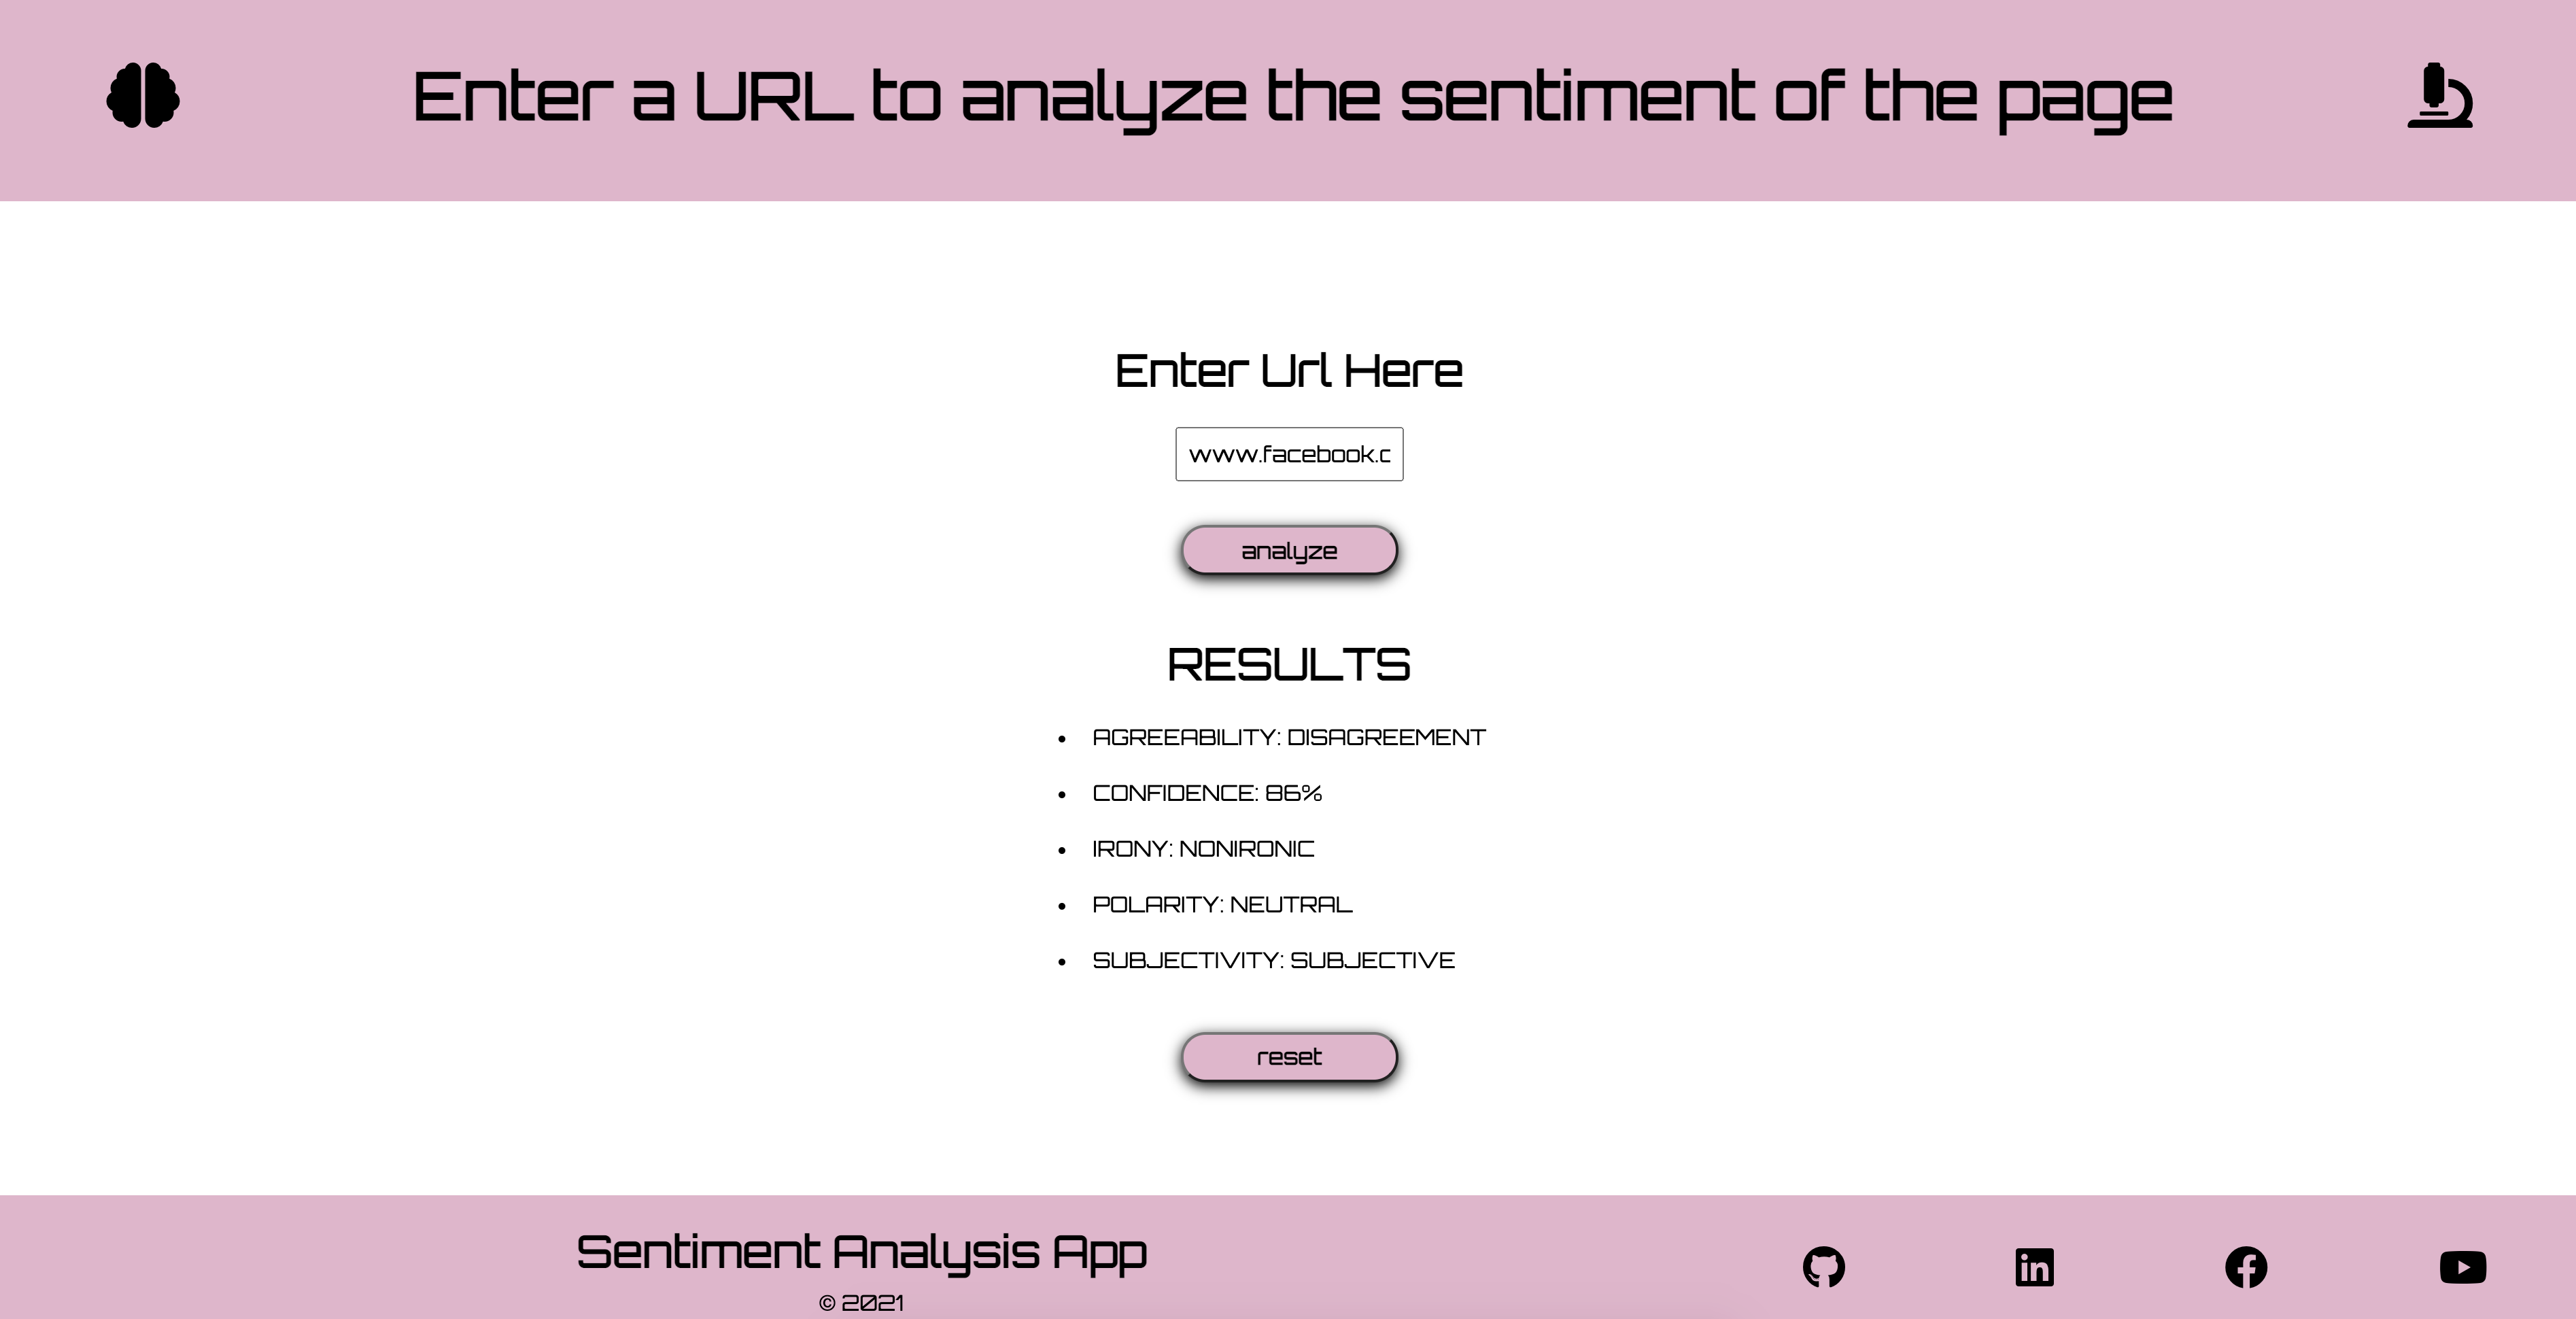 Enter a URL to analyze the sentiment of the page
Enter Url Here
www.facebook.c
analyze
RESULTS
• AGREEABILITY: DISAGREEMENT
• CONFIDENCE: 86%
• IRONY: NONIRONIC
• POLARITY: NEUTRAL
• SUBJECTIVITY: SUBJECTIVE
reset
Sentiment Analysis App
© 2021